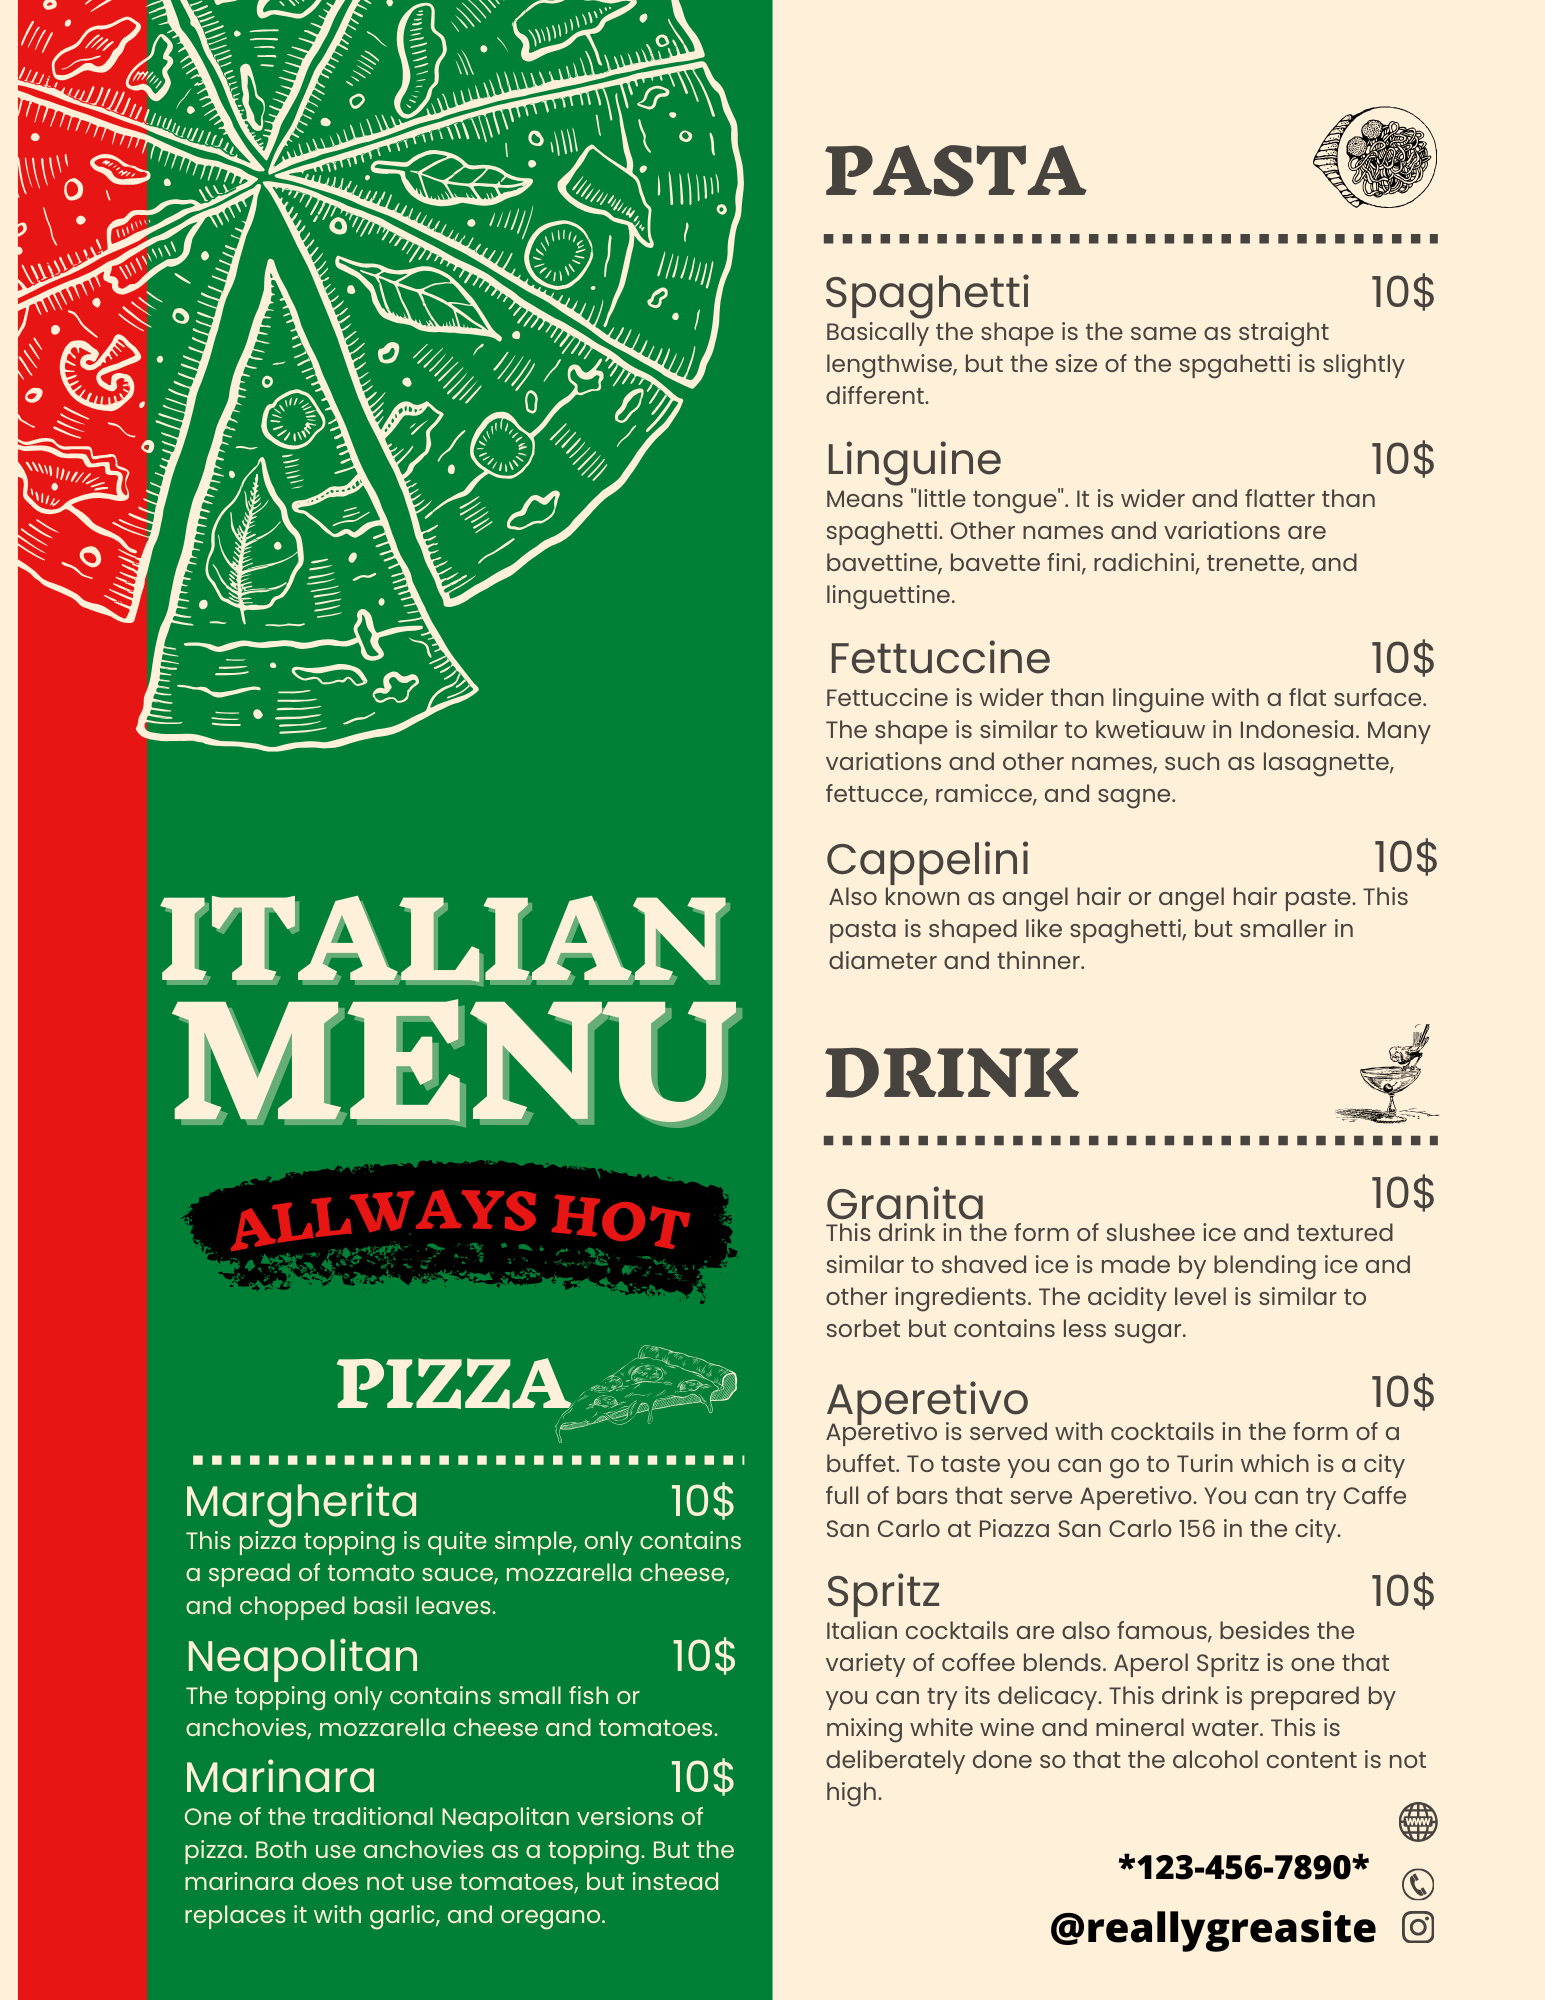 ITALIAN
MENU
ALLWAYS HOT
PIZZA
Margherita 10$
This pizza topping is quite simple, only contains
a spread of tomato sauce, mozzarella cheese,
and chopped basil leaves.
Neapolitan 10$
The topping only contains small fish or
anchovies, mozzarella cheese and tomatoes.
Marinara 10$
One of the traditional Neapolitan versions of
pizza. Both use anchovies as a topping. But the
marinara does not use tomatoes, but instead
replaces it with garlic, and oregano.
PASTA
Spaghetti 10$
Basically the shape is the same as straight
lengthwise, but the size of the spgahetti is slightly
different.
Linguine 10$
Means "little tongue". It is wider and flatter than
spaghetti. Other names and variations are
bavettine, bavette fini, radichini, trenette, and
linguettine.
Fettuccine 10$
Fettuccine is wider than linguine with a flat surface.
The shape is similar to kwetiauw in Indonesia. Many
variations and other names, such as lasagnette,
fettucce, ramicce, and sagne.
Cappelini 10$
Also known as angel hair or angel hair paste. This
pasta is shaped like spaghetti, but smaller in
diameter and thinner.
DRINK
Granita 10$
This drink in the form of slushee ice and textured
similar to shaved ice is made by blending ice and
other ingredients. The acidity level is similar to
sorbet but contains less sugar.
Aperetivo 10$
Aperetivo is served with cocktails in the form of a
buffet. To taste you can go to Turin which is a city
full of bars that serve Aperetivo. You can try Caffe
San Carlo at Piazza San Carlo 156 in the city.
Spritz 10$
Italian cocktails are also famous, besides the
variety of coffee blends. Aperol Spritz is one that
you can try its delicacy. This drink is prepared by
mixing white wine and mineral water. This is
deliberately done so that the alcohol content is not
high.
www
*123-456-7890*
@reallygreasite